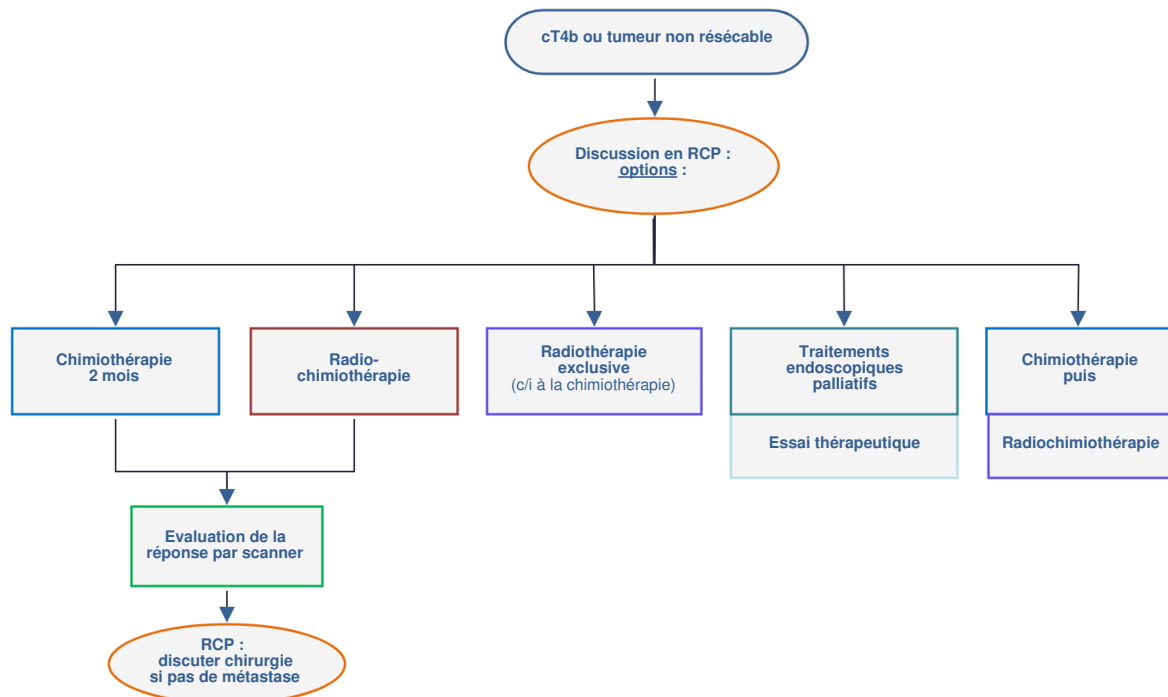 cT4b ou tumeur non résécable
Discussion en RCP :
options :
Chimiothérapie
2 mois
Radio-
chimiothérapie
Radiothérapie
exclusive
(c/i à la chimiothérapie)
Traitements
endoscopiques
palliatifs
Chimiothérapie
puis
Essai thérapeutique
Radiochimiothérapie
Evaluation de la
réponse par scanner
RCP :
discuter chirurgie
si pas de métastase